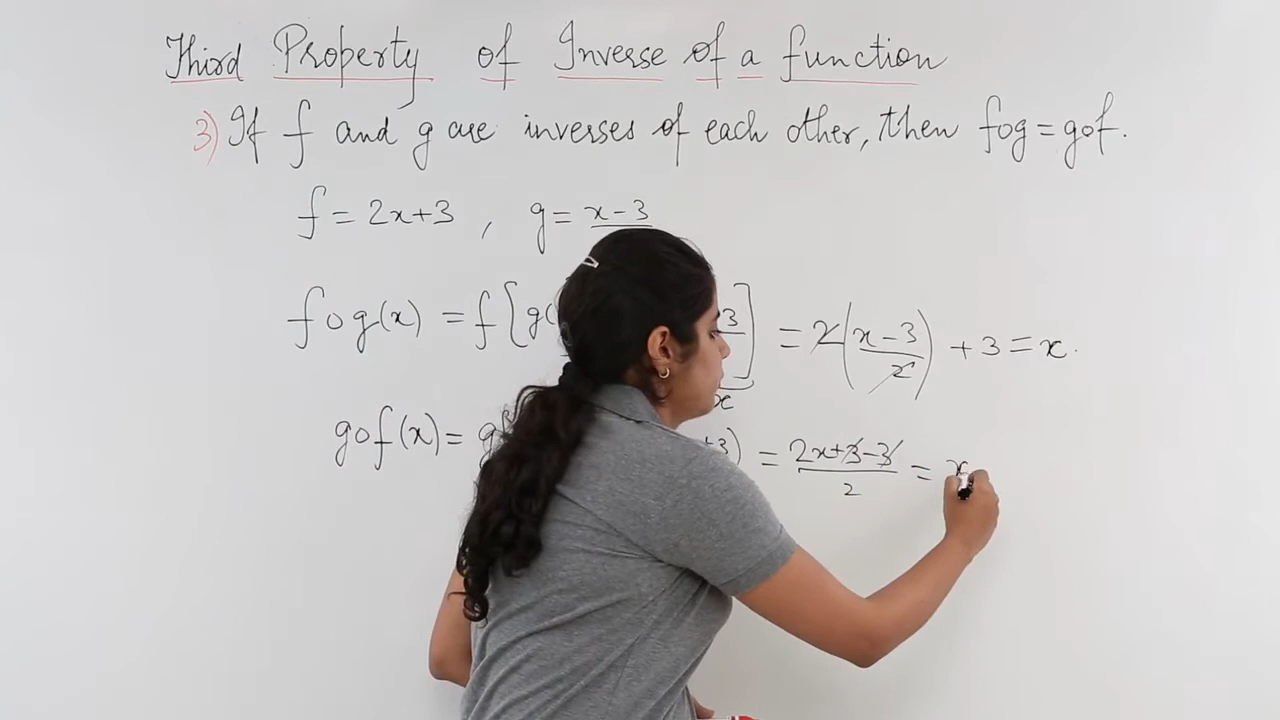 Third Property of Inverse of a function
3) If f and g are inverses of each other, then fog = gof.
f = 2x+3 , g = x-3
fog(x) = f[g( 3] = 2(x-3/2) + 3 = x.
x
gof(x) = g +3) = 2x+3-3/2 = x